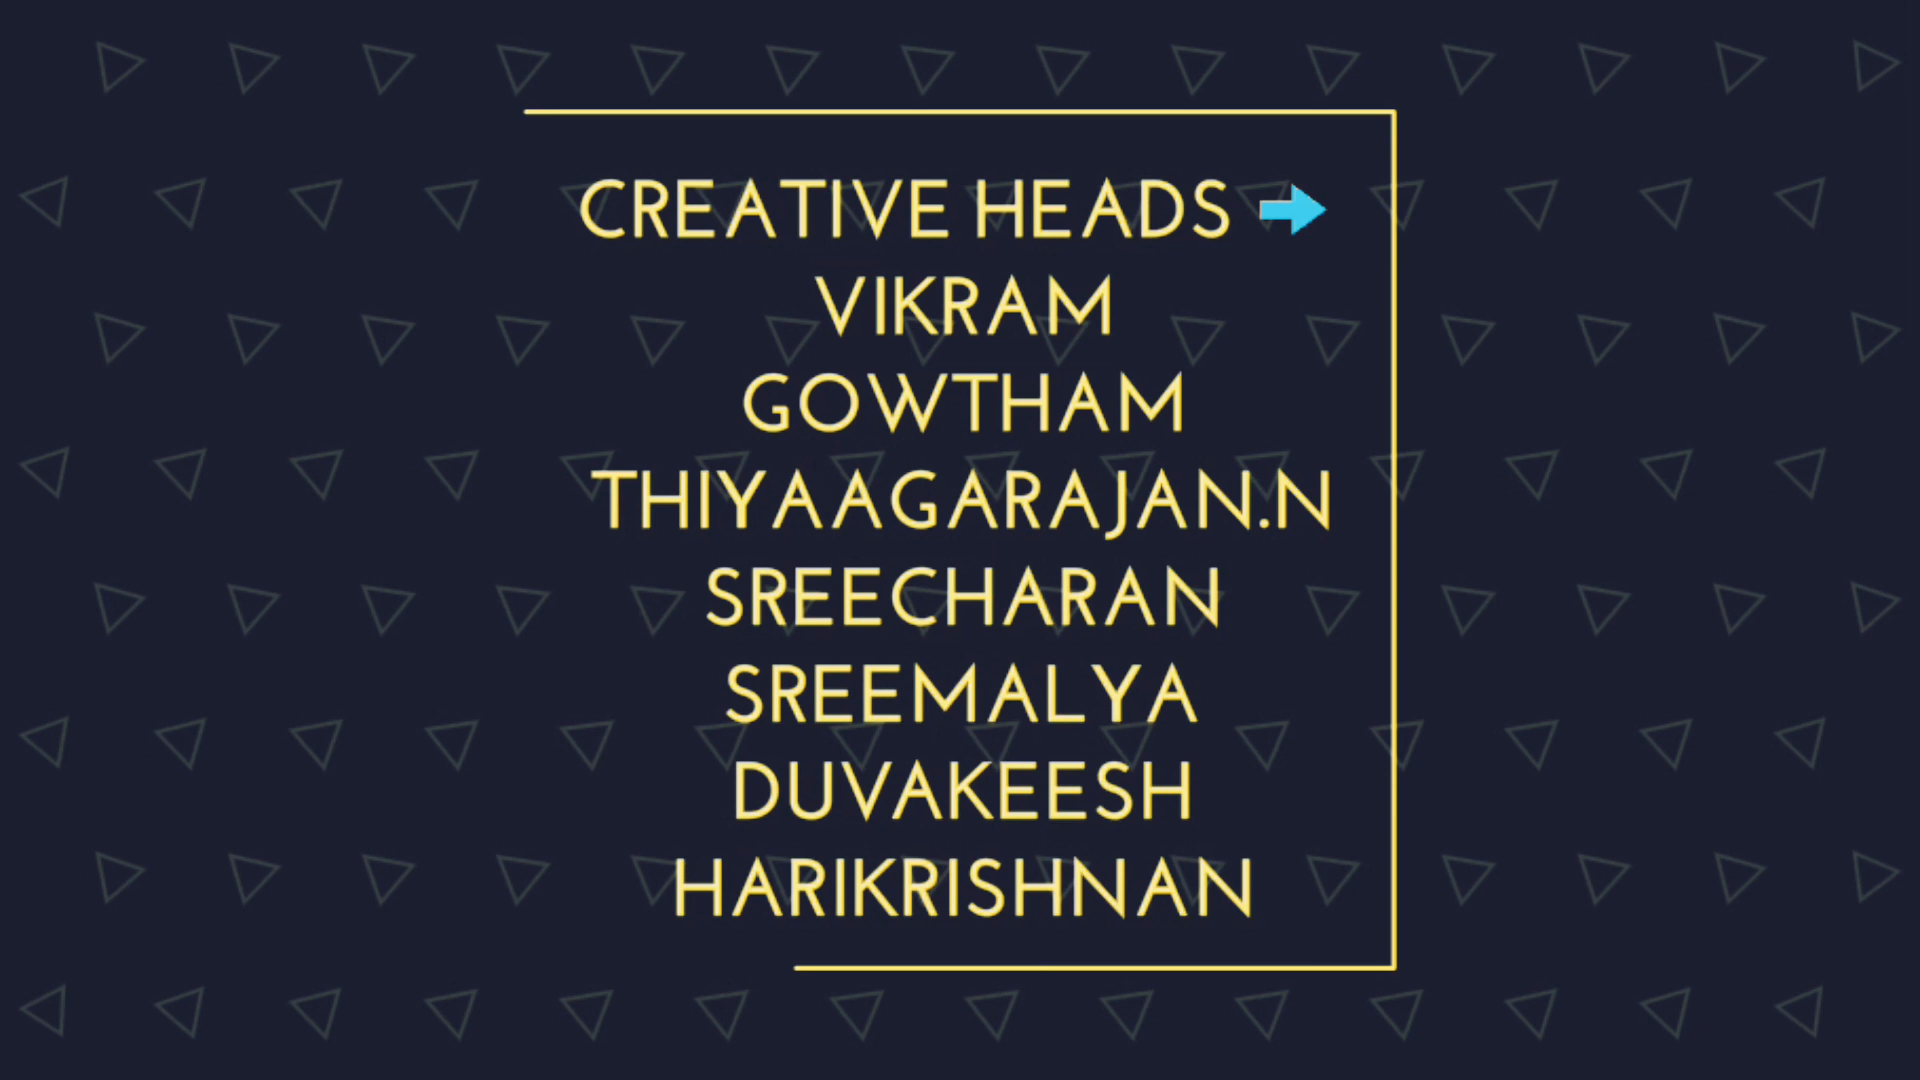 CREATIVE HEADS ➡
VIKRAM
GOWTHAM
THIYAAGARAJAN.N
SREECHARAN
SREEMALYA
DUVAKEESH
HARIKRISHNAN